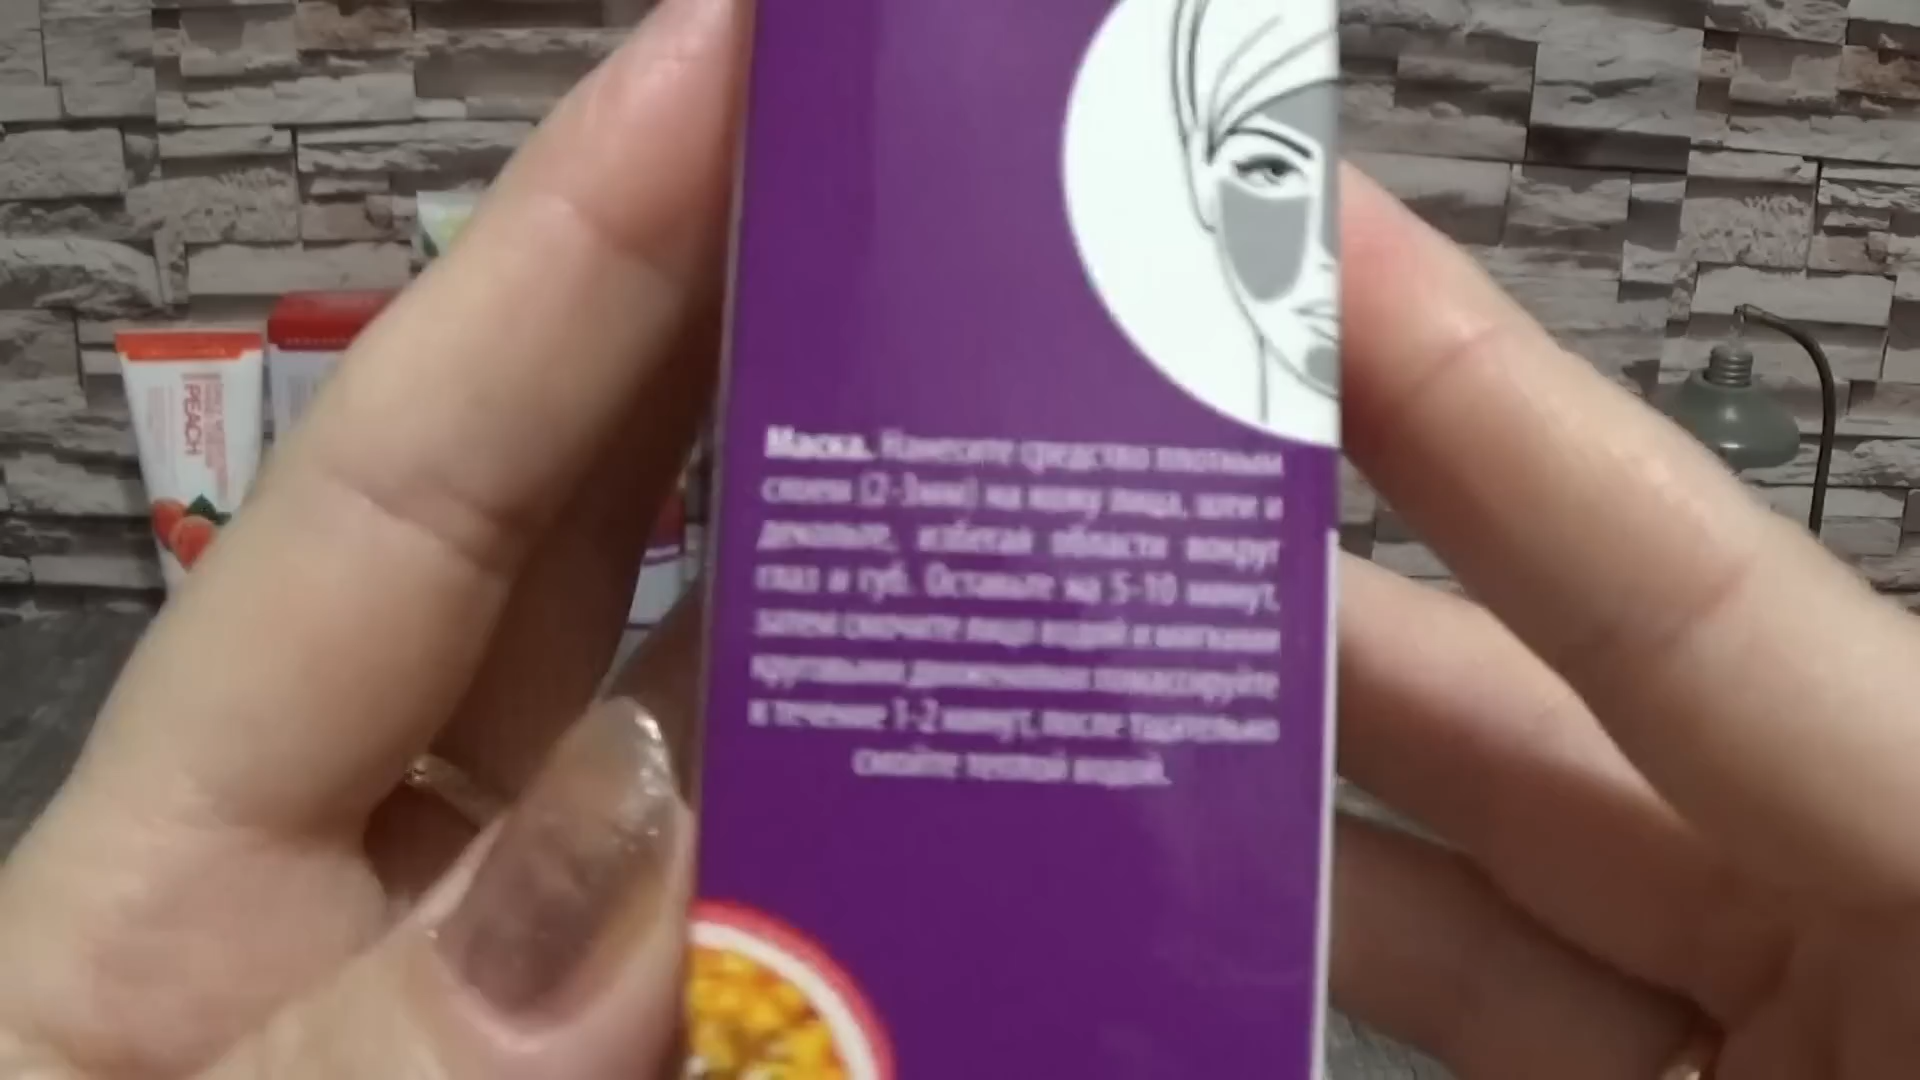 Маска. Нанесите средство плотным
слоем (2-3мм) на кожу лица, шеи и
декольте, избегая области вокруг
глаз и губ. Оставьте на 5-10 минут,
затем смочите лицо водой и мягкими
круговыми движениями помассируйте
в течение 1-2 минут, после тщательно
смойте теплой водой.
PEACH